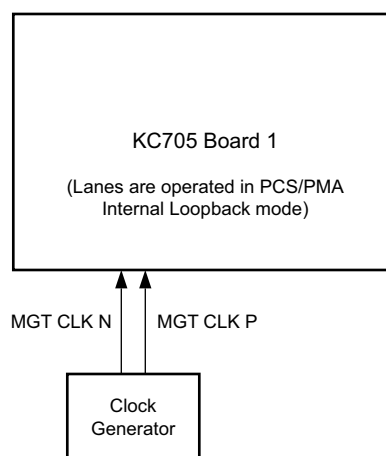 KC705 Board 1
(Lanes are operated in PCS/PMA
Internal Loopback mode)
MGT CLK N
MGT CLK P
Clock
Generator